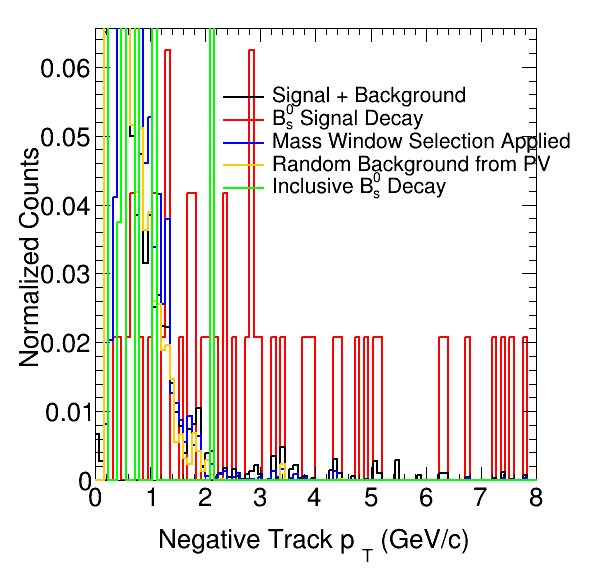 0.06
0.05
0.04
0.03
0.02
0.01
0
Normalized Counts
Signal + Background
B⁰ₛ Signal Decay
Mass Window Selection Applied
Random Background from PV
Inclusive B⁰ₛ Decay
0 1 2 3 4 5 6 7 8
Negative Track p_T (GeV/c)